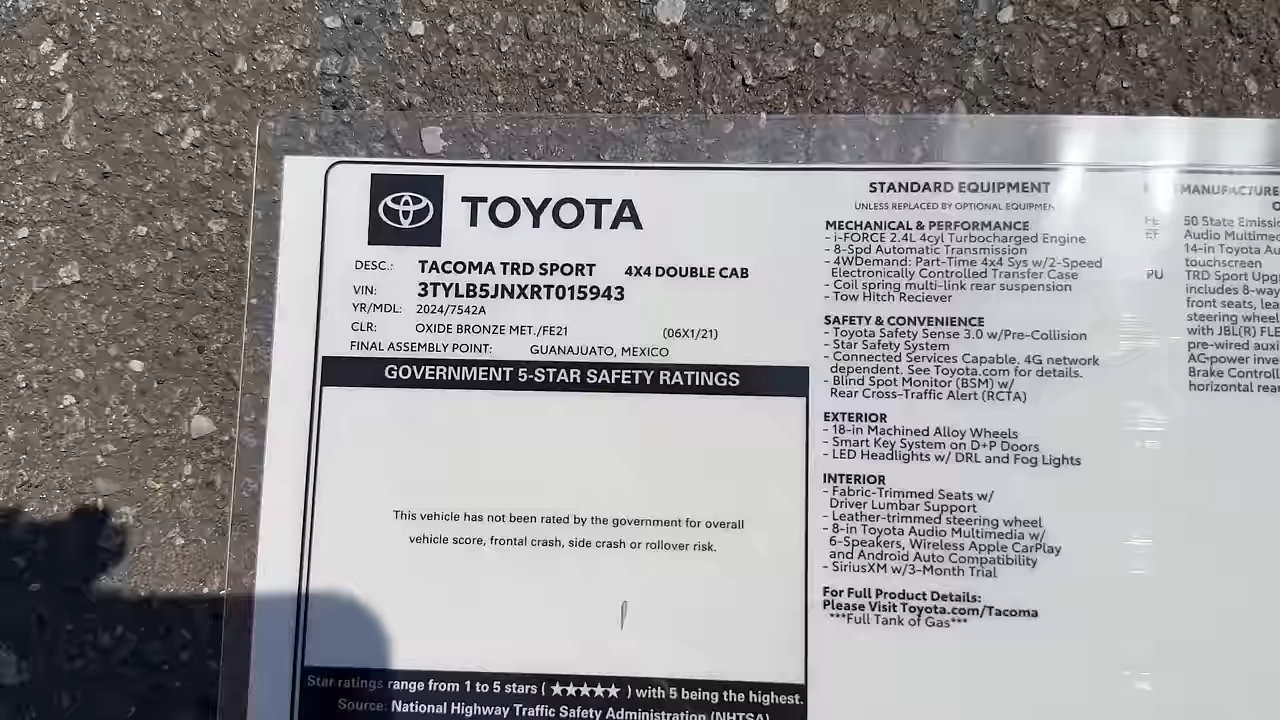 TOYOTA
DESC.: TACOMA TRD SPORT 4X4 DOUBLE CAB
VIN: 3TYLB5JNXRT015943
YR/MDL: 2024/7542A
CLR: OXIDE BRONZE MET./FE21 (06X1/21)
FINAL ASSEMBLY POINT: GUANAJUATO, MEXICO
GOVERNMENT 5-STAR SAFETY RATINGS
This vehicle has not been rated by the government for overall
vehicle score, frontal crash, side crash or rollover risk.
Star ratings range from 1 to 5 stars ( ★★★★★ ) with 5 being the highest.
Source: National Highway Traffic Safety Administration (NHTSA)
STANDARD EQUIPMENT
UNLESS REPLACED BY OPTIONAL EQUIPMEN
MECHANICAL & PERFORMANCE
- i-FORCE 2.4L 4cyl Turbocharged Engine
- 8-Spd Automatic Transmission
- 4WDemand: Part-Time 4x4 Sys w/2-Speed
Electronically Controlled Transfer Case
- Coil spring multi-link rear suspension
- Tow Hitch Reciever
SAFETY & CONVENIENCE
- Toyota Safety Sense 3.0 w/Pre-Collision
- Star Safety System
- Connected Services Capable. 4G network
dependent. See Toyota.com for details.
- Blind Spot Monitor (BSM) w/
Rear Cross-Traffic Alert (RCTA)
EXTERIOR
- 18-in Machined Alloy Wheels
- Smart Key System on D+P Doors
- LED Headlights w/ DRL and Fog Lights
INTERIOR
- Fabric-Trimmed Seats w/
Driver Lumbar Support
- Leather-trimmed steering wheel
- 8-in Toyota Audio Multimedia w/
6-Speakers, Wireless Apple CarPlay
and Android Auto Compatibility
- SiriusXM w/3-Month Trial
For Full Product Details:
Please Visit Toyota.com/Tacoma
***Full Tank of Gas***
MANUFACTURE
O
FE 50 State Emissio
EF Audio Multimed
14-in Toyota Au
touchscreen
PU TRD Sport Upgr
includes 8-way
front seats, lea
steering wheel
with JBL(R) FLE
pre-wired auxi
AC-power inve
Brake Controll
horizontal rea